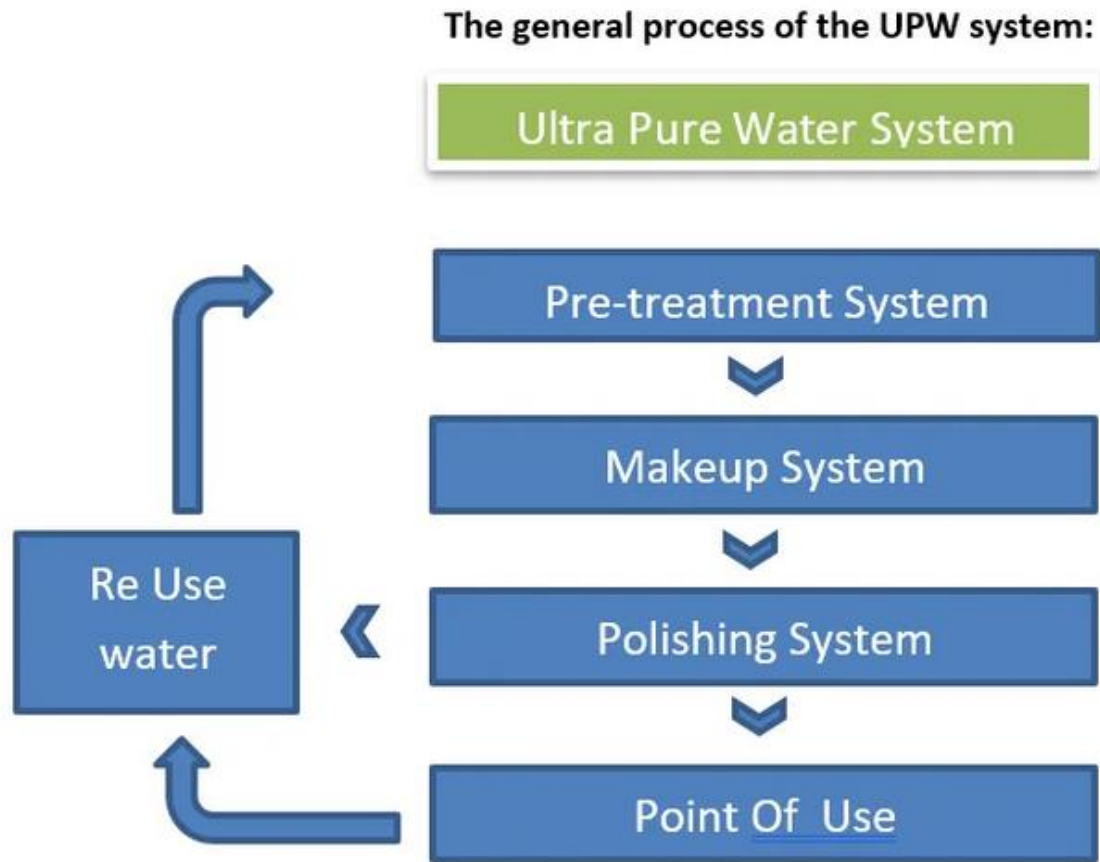 The general process of the UPW system:
Ultra Pure Water System
Pre-treatment System
Makeup System
Re Use
water
Polishing System
Point Of Use